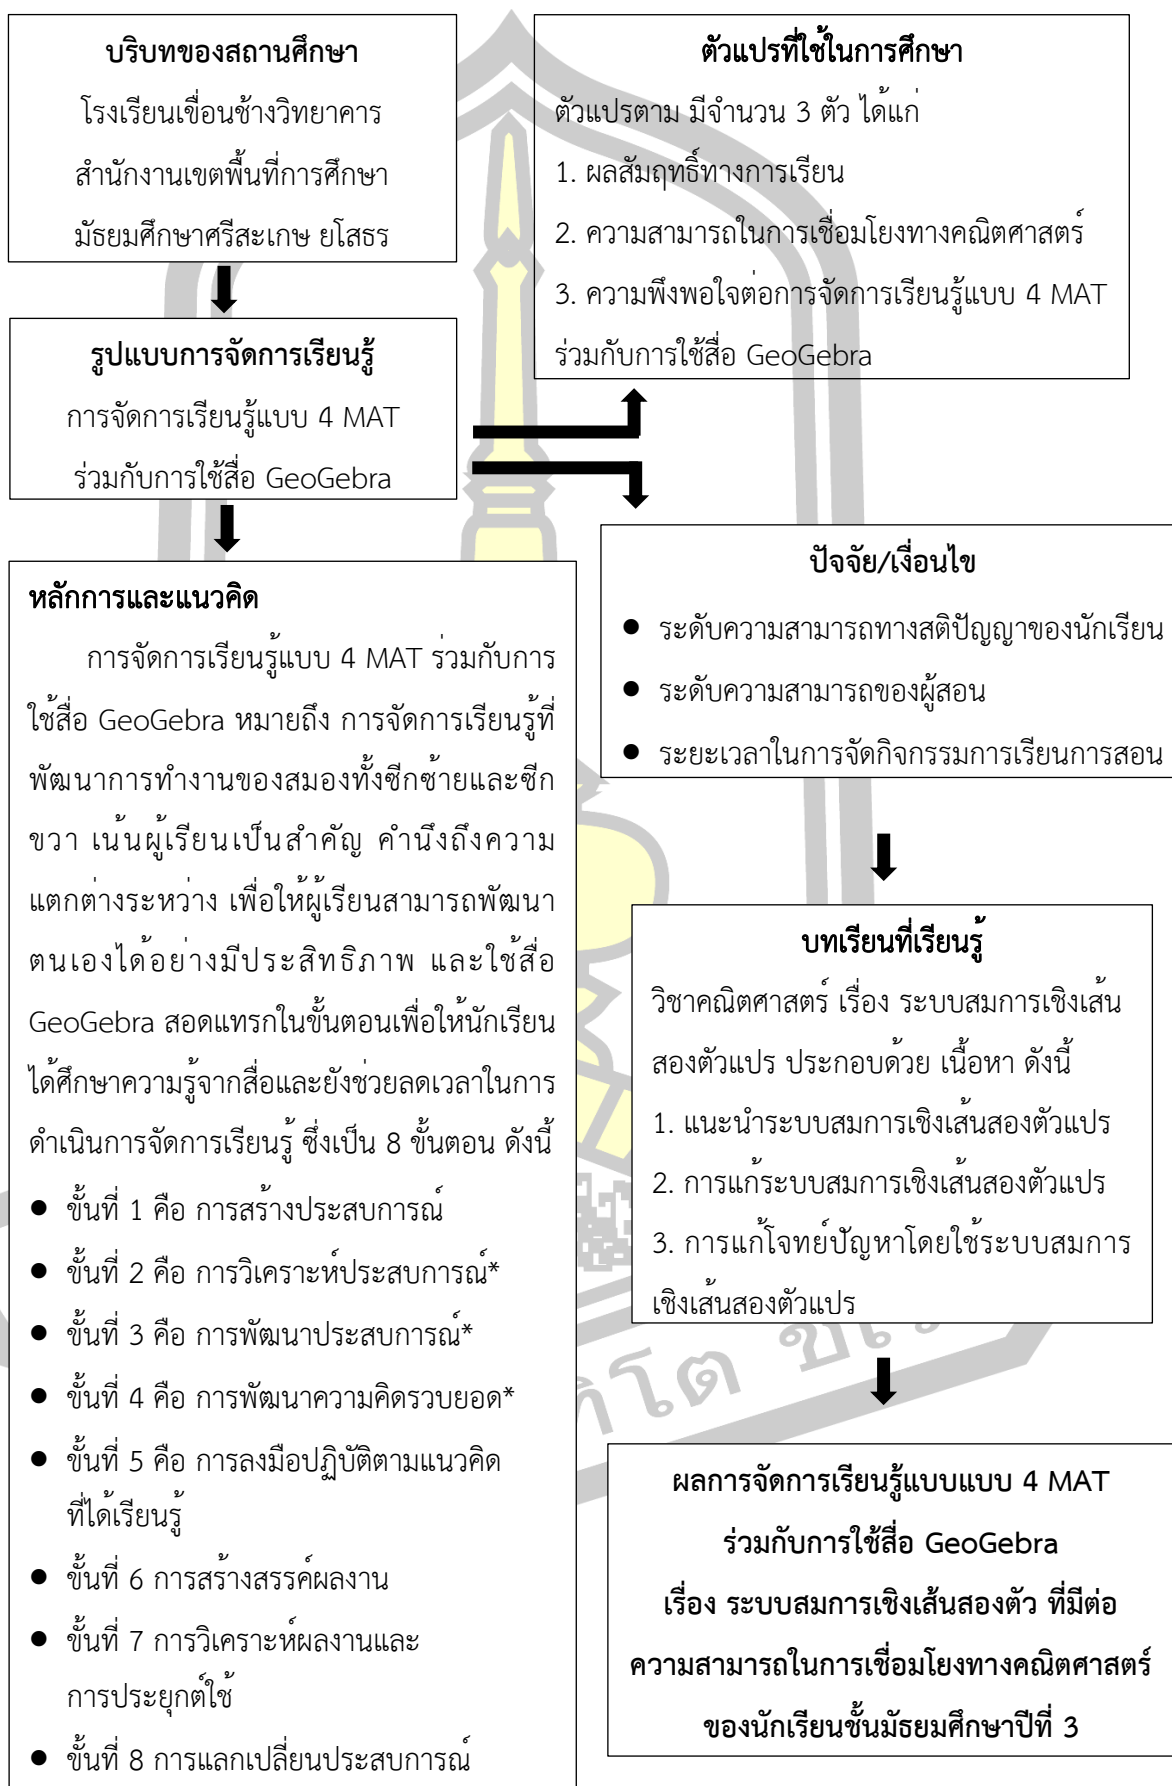 บริบทของสถานศึกษา
โรงเรียนเขื่อนช้างวิทยาคาร
สำนักงานเขตพื้นที่การศึกษา
มัธยมศึกษาศรีสะเกษ ยโสธร
ตัวแปรที่ใช้ในการศึกษา
ตัวแปรตาม มีจำนวน 3 ตัว ได้แก่
1. ผลสัมฤทธิ์ทางการเรียน
2. ความสามารถในการเชื่อมโยงทางคณิตศาสตร์
3. ความพึงพอใจต่อการจัดการเรียนรู้แบบ 4 MAT
ร่วมกับการใช้สื่อ GeoGebra
รูปแบบการจัดการเรียนรู้
การจัดการเรียนรู้แบบ 4 MAT
ร่วมกับการใช้สื่อ GeoGebra
หลักการและแนวคิด
การจัดการเรียนรู้แบบ 4 MAT ร่วมกับการ
ใช้สื่อ GeoGebra หมายถึง การจัดการเรียนรู้ที่
พัฒนาการทำงานของสมองทั้งซีกซ้ายและซีก
ขวา เน้นผู้เรียนเป็นสำคัญ คำนึงถึงความ
แตกต่างระหว่าง เพื่อให้ผู้เรียนสามารถพัฒนา
ตนเองได้อย่างมีประสิทธิภาพ และใช้สื่อ
GeoGebra สอดแทรกในขั้นตอนเพื่อให้นักเรียน
ได้ศึกษาความรู้จากสื่อและยังช่วยลดเวลาในการ
ดำเนินการจัดการเรียนรู้ ซึ่งเป็น 8 ขั้นตอน ดังนี้
● ขั้นที่ 1 คือ การสร้างประสบการณ์
● ขั้นที่ 2 คือ การวิเคราะห์ประสบการณ์*
● ขั้นที่ 3 คือ การพัฒนาประสบการณ์*
● ขั้นที่ 4 คือ การพัฒนาความคิดรวบยอด*
● ขั้นที่ 5 คือ การลงมือปฏิบัติตามแนวคิด
ที่ได้เรียนรู้
● ขั้นที่ 6 การสร้างสรรค์ผลงาน
● ขั้นที่ 7 การวิเคราะห์ผลงานและ
การประยุกต์ใช้
● ขั้นที่ 8 การแลกเปลี่ยนประสบการณ์
ปัจจัย/เงื่อนไข
● ระดับความสามารถทางสติปัญญาของนักเรียน
● ระดับความสามารถของผู้สอน
● ระยะเวลาในการจัดกิจกรรมการเรียนการสอน
บทเรียนที่เรียนรู้
วิชาคณิตศาสตร์ เรื่อง ระบบสมการเชิงเส้น
สองตัวแปร ประกอบด้วย เนื้อหา ดังนี้
1. แนะนำระบบสมการเชิงเส้นสองตัวแปร
2. การแก้ระบบสมการเชิงเส้นสองตัวแปร
3. การแก้โจทย์ปัญหาโดยใช้ระบบสมการ
เชิงเส้นสองตัวแปร
ผลการจัดการเรียนรู้แบบแบบ 4 MAT
ร่วมกับการใช้สื่อ GeoGebra
เรื่อง ระบบสมการเชิงเส้นสองตัว ที่มีต่อ
ความสามารถในการเชื่อมโยงทางคณิตศาสตร์
ของนักเรียนชั้นมัธยมศึกษาปีที่ 3